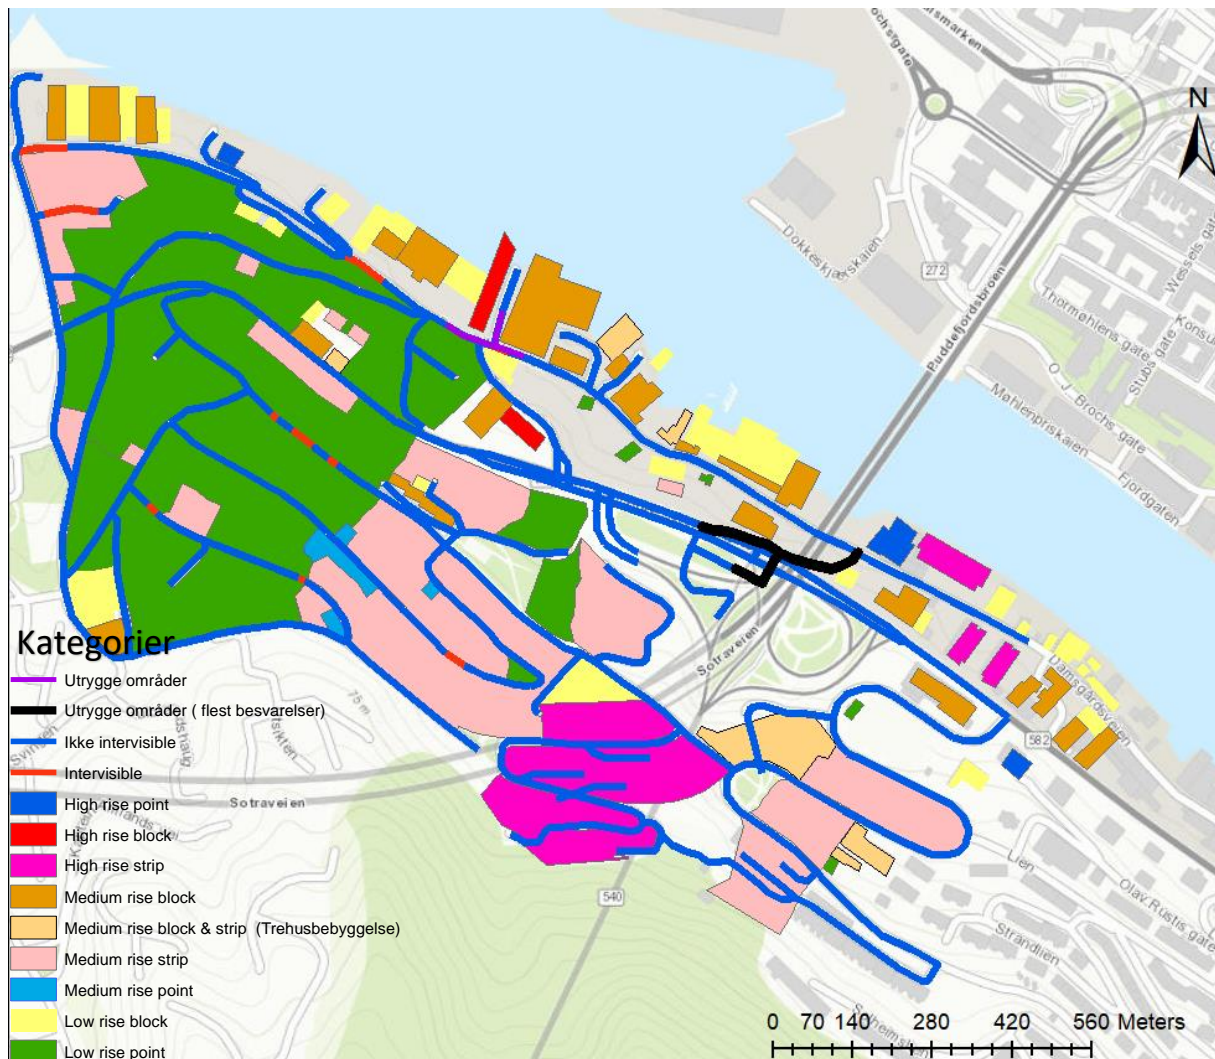 arsmarken
N
272
Dokkeskjærskaien
Wessels gate
Konsu
Thormøhlens gate
Stubs gate
Puddefjordsbroen
O J Brochs gate
Møhlenpriskaien
Fjordgaten
Sotraveien
Kategorier
Utrygge områder
Utrygge områder ( flest besvarelser)
Ikke intervisible
Intervisible
High rise point
High rise block
High rise strip
Medium rise block
Medium rise block & strip (Trehusbebyggelse)
Medium rise strip
Medium rise point
Low rise block
Low rise point
75 m
Sotraveien
Damsgårdsveien
582
540
Lien
Olav Rustis gate
Strandlien
0 70 140 280 420 560 Meters